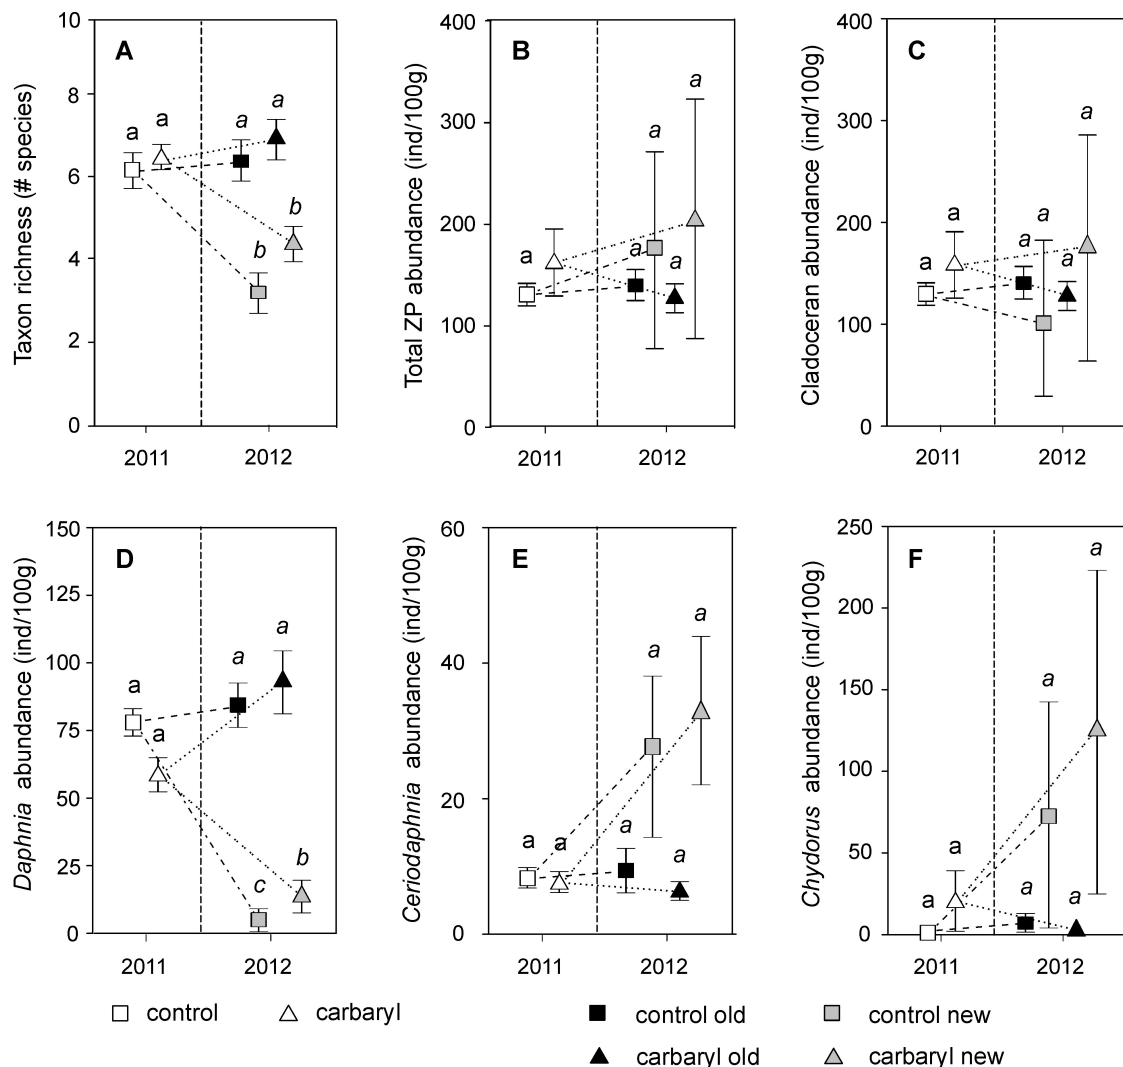 A
Taxon richness (# species)
10
8
6
4
2
0
a
a
a
a
b
b
2011
2012
B
Total ZP abundance (ind/100g)
400
300
200
100
0
a
a
a
a
a
a
2011
2012
C
Cladoceran abundance (ind/100g)
400
300
200
100
0
a
a
a
a
a
a
2011
2012
D
Daphnia abundance (ind/100g)
150
125
100
75
50
25
0
a
a
a
a
c
b
2011
2012
E
Ceriodaphnia abundance (ind/100g)
60
40
20
0
a
a
a
a
a
a
2011
2012
F
Chydorus abundance (ind/100g)
250
200
150
100
50
0
a
a
a
a
a
a
2011
2012
control
carbaryl
control old
control new
carbaryl old
carbaryl new